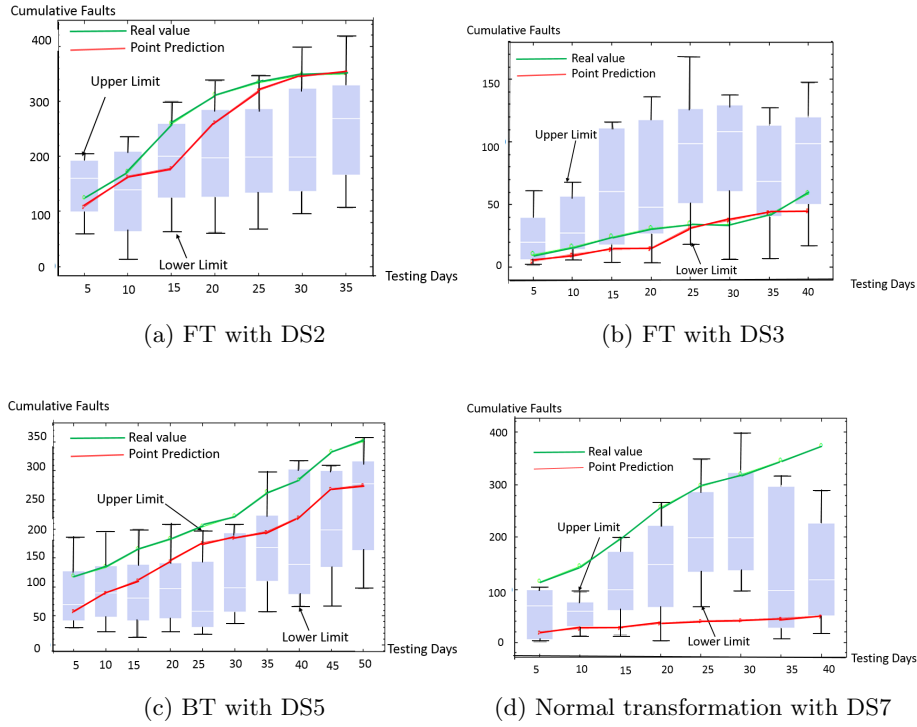 Cumulative Faults
400
300
200
100
0
Real value
Point Prediction
Upper Limit
Lower Limit
Testing Days
5 10 15 20 25 30 35
(a) FT with DS2
Cumulative Faults
150
100
50
0
Real value
Point Prediction
Upper Limit
Lower Limit
Testing Days
5 10 15 20 25 30 35 40
(b) FT with DS3
Cumulative Faults
350
300
250
200
150
100
50
0
Real value
Point Prediction
Upper Limit
Lower Limit
Testing Days
5 10 15 20 25 30 35 40 45 50
(c) BT with DS5
Cumulative Faults
400
300
200
100
0
Real value
Point Prediction
Upper Limit
Lower Limit
Testing Days
5 10 15 20 25 30 35 40
(d) Normal transformation with DS7